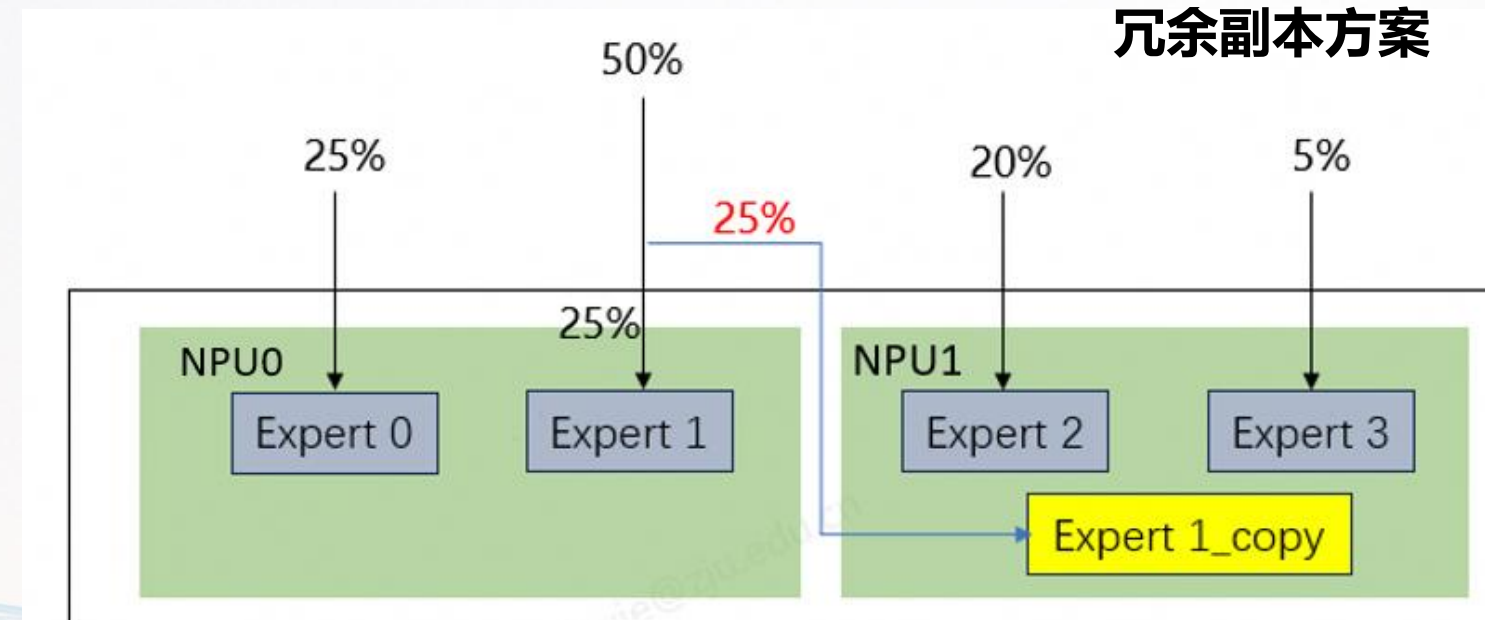 冗余副本方案
50%
25%
20%
5%
25%
25%
NPU0
NPU1
Expert 0
Expert 1
Expert 2
Expert 3
Expert 1_copy